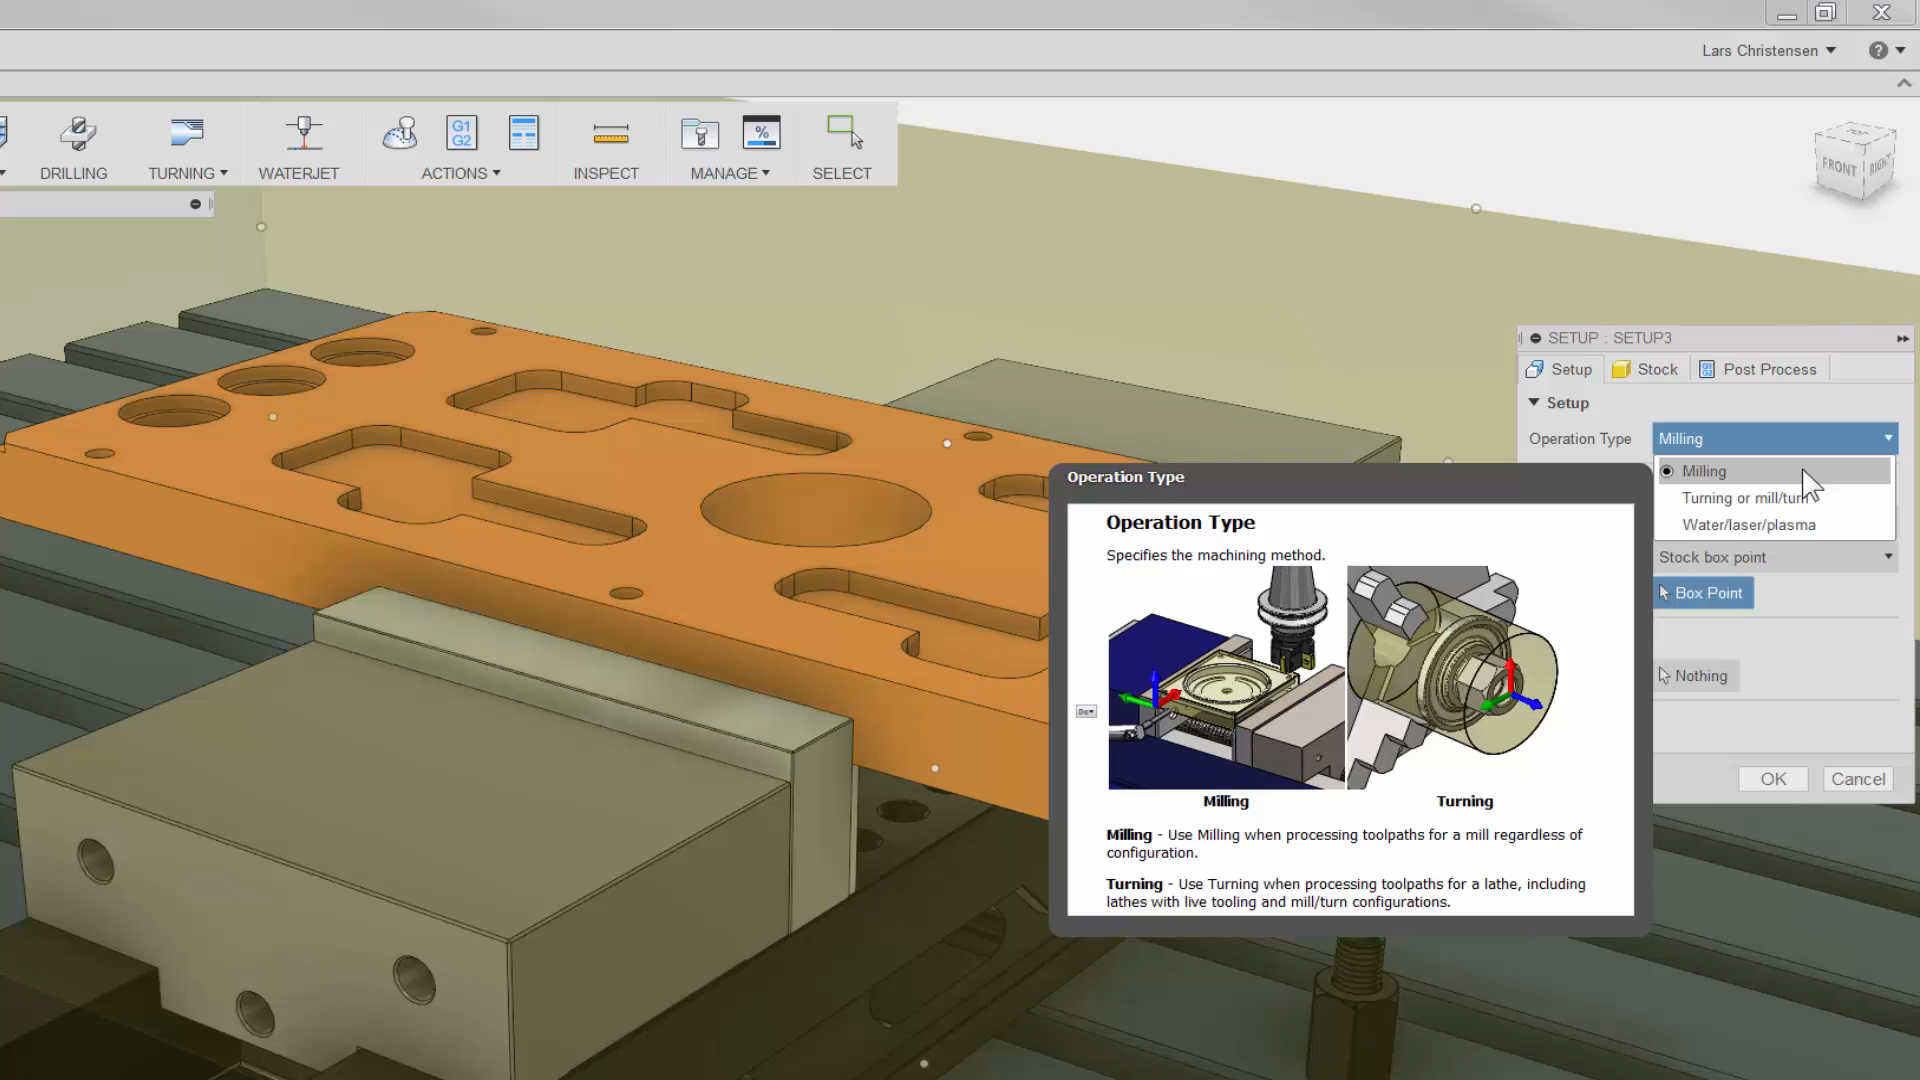 Lars Christensen
DRILLING
TURNING
WATERJET
G1
G2
ACTIONS
INSPECT
%
MANAGE
SELECT
FRONT
RIGHT
SETUP : SETUP3
Setup
Stock
Post Process
Setup
Operation Type
Milling
Milling
Turning or mill/turn
Water/laser/plasma
Stock box point
Box Point
Nothing
OK
Cancel
Operation Type
Operation Type
Specifies the machining method.
Milling
Turning
Milling - Use Milling when processing toolpaths for a mill regardless of
configuration.
Turning - Use Turning when processing toolpaths for a lathe, including
lathes with live tooling and mill/turn configurations.